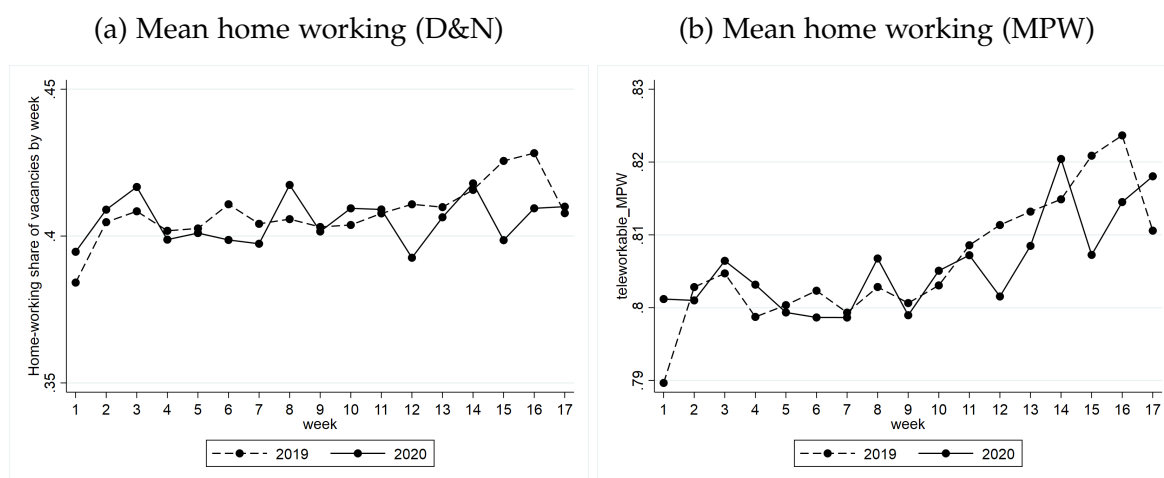 (a) Mean home working (D&N)
Home-working share of vacancies by week
.45
.4
.35
1 2 3 4 5 6 7 8 9 10 11 12 13 14 15 16 17
week
2019 2020
(b) Mean home working (MPW)
teleworkable_MPW
.83
.82
.81
.8
.79
1 2 3 4 5 6 7 8 9 10 11 12 13 14 15 16 17
week
2019 2020